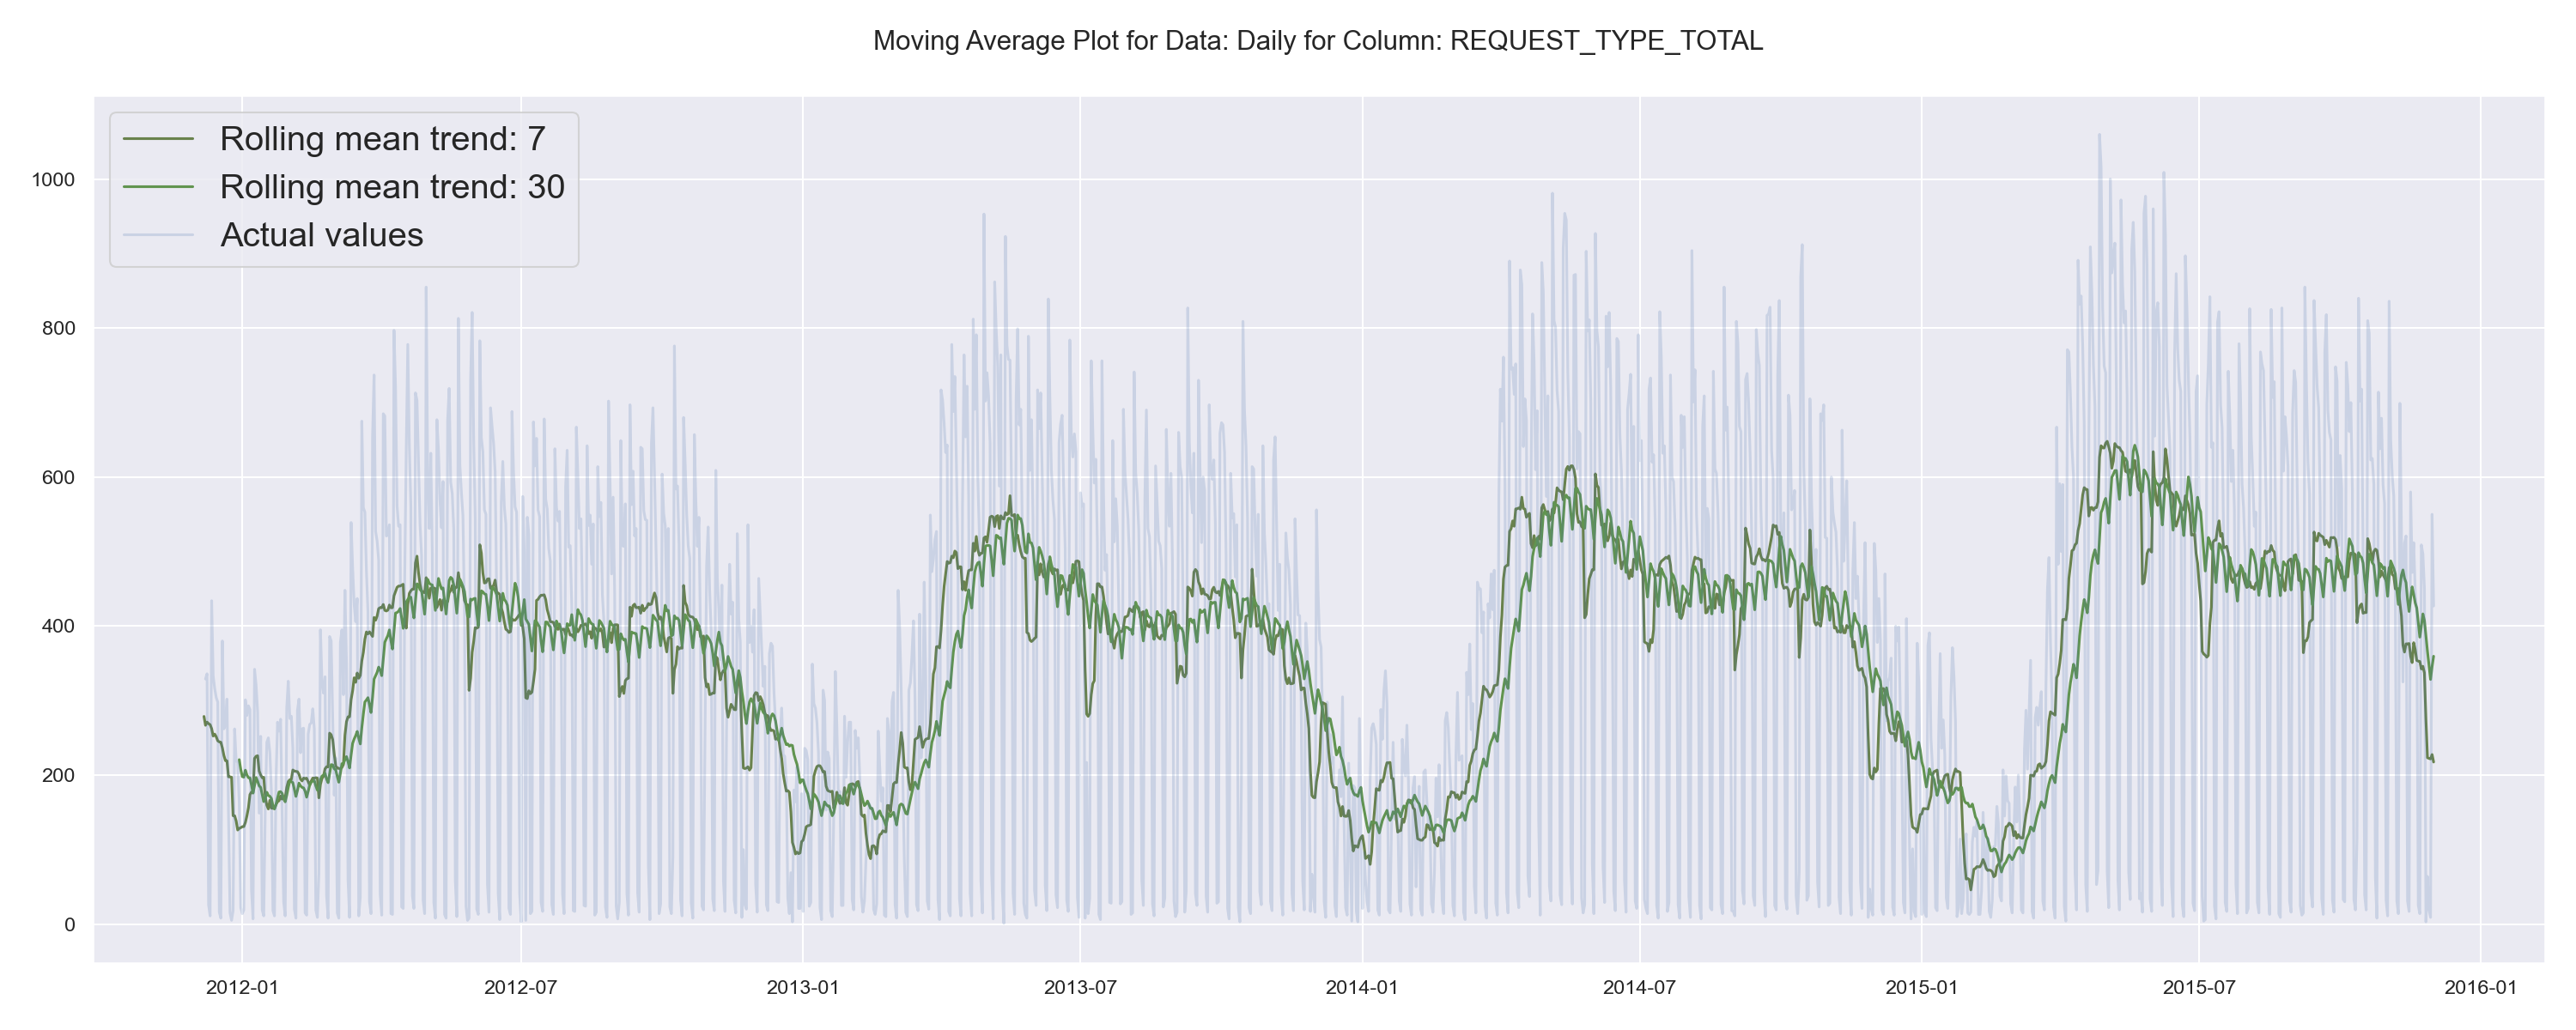 Moving Average Plot for Data: Daily for Column: REQUEST_TYPE_TOTAL
Rolling mean trend: 7
Rolling mean trend: 30
Actual values
1000
800
600
400
200
0
2012-01 2012-07 2013-01 2013-07 2014-01 2014-07 2015-01 2015-07 2016-01